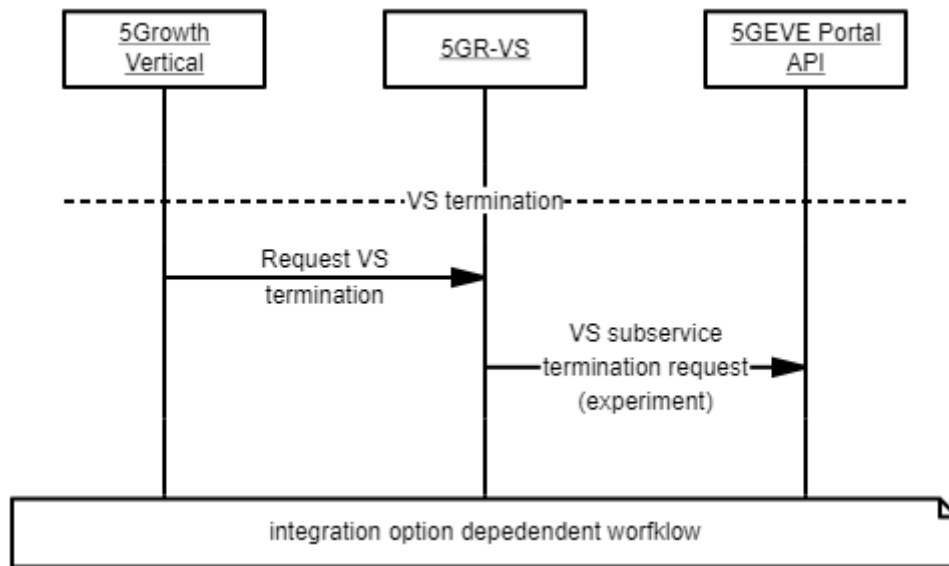 5Growth
Vertical
5GR-VS
5GEVE Portal
API
VS termination
Request VS
termination
VS subservice
termination request
(experiment)
integration option depedendent worfklow